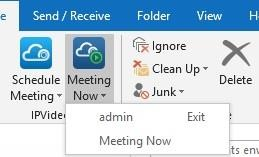 Send / Receive Folder View
Schedule Meeting
Meeting Now
IPVideo
Ignore
Clean Up
Junk
Delete
admin Exit
Meeting Now